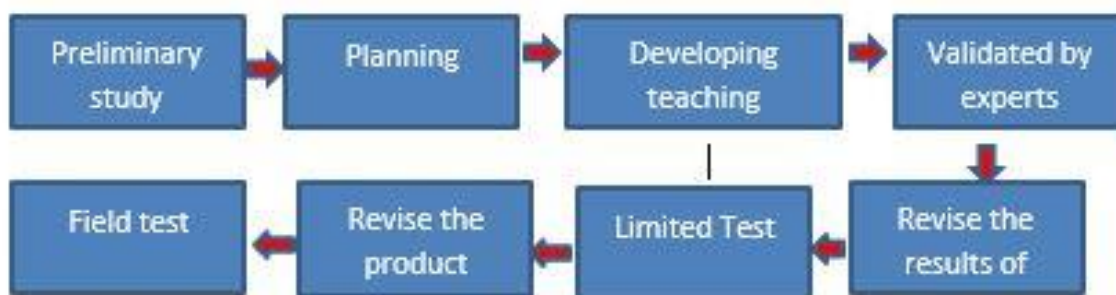 Preliminary
study
Planning
Developing
teaching
Validated by
experts
Revise the
results of
Limited Test
Revise the
product
Field test